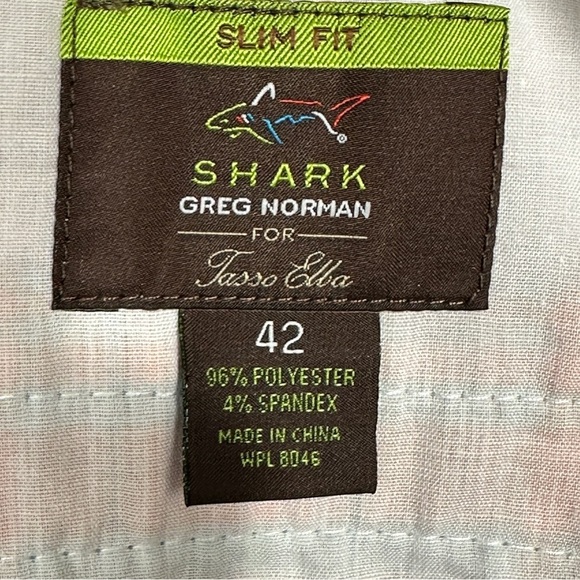 SLIM FIT
®
SHARK
GREG NORMAN
FOR
Tasso Elba
42
96% POLYESTER
4% SPANDEX
MADE IN CHINA
WPL 8046